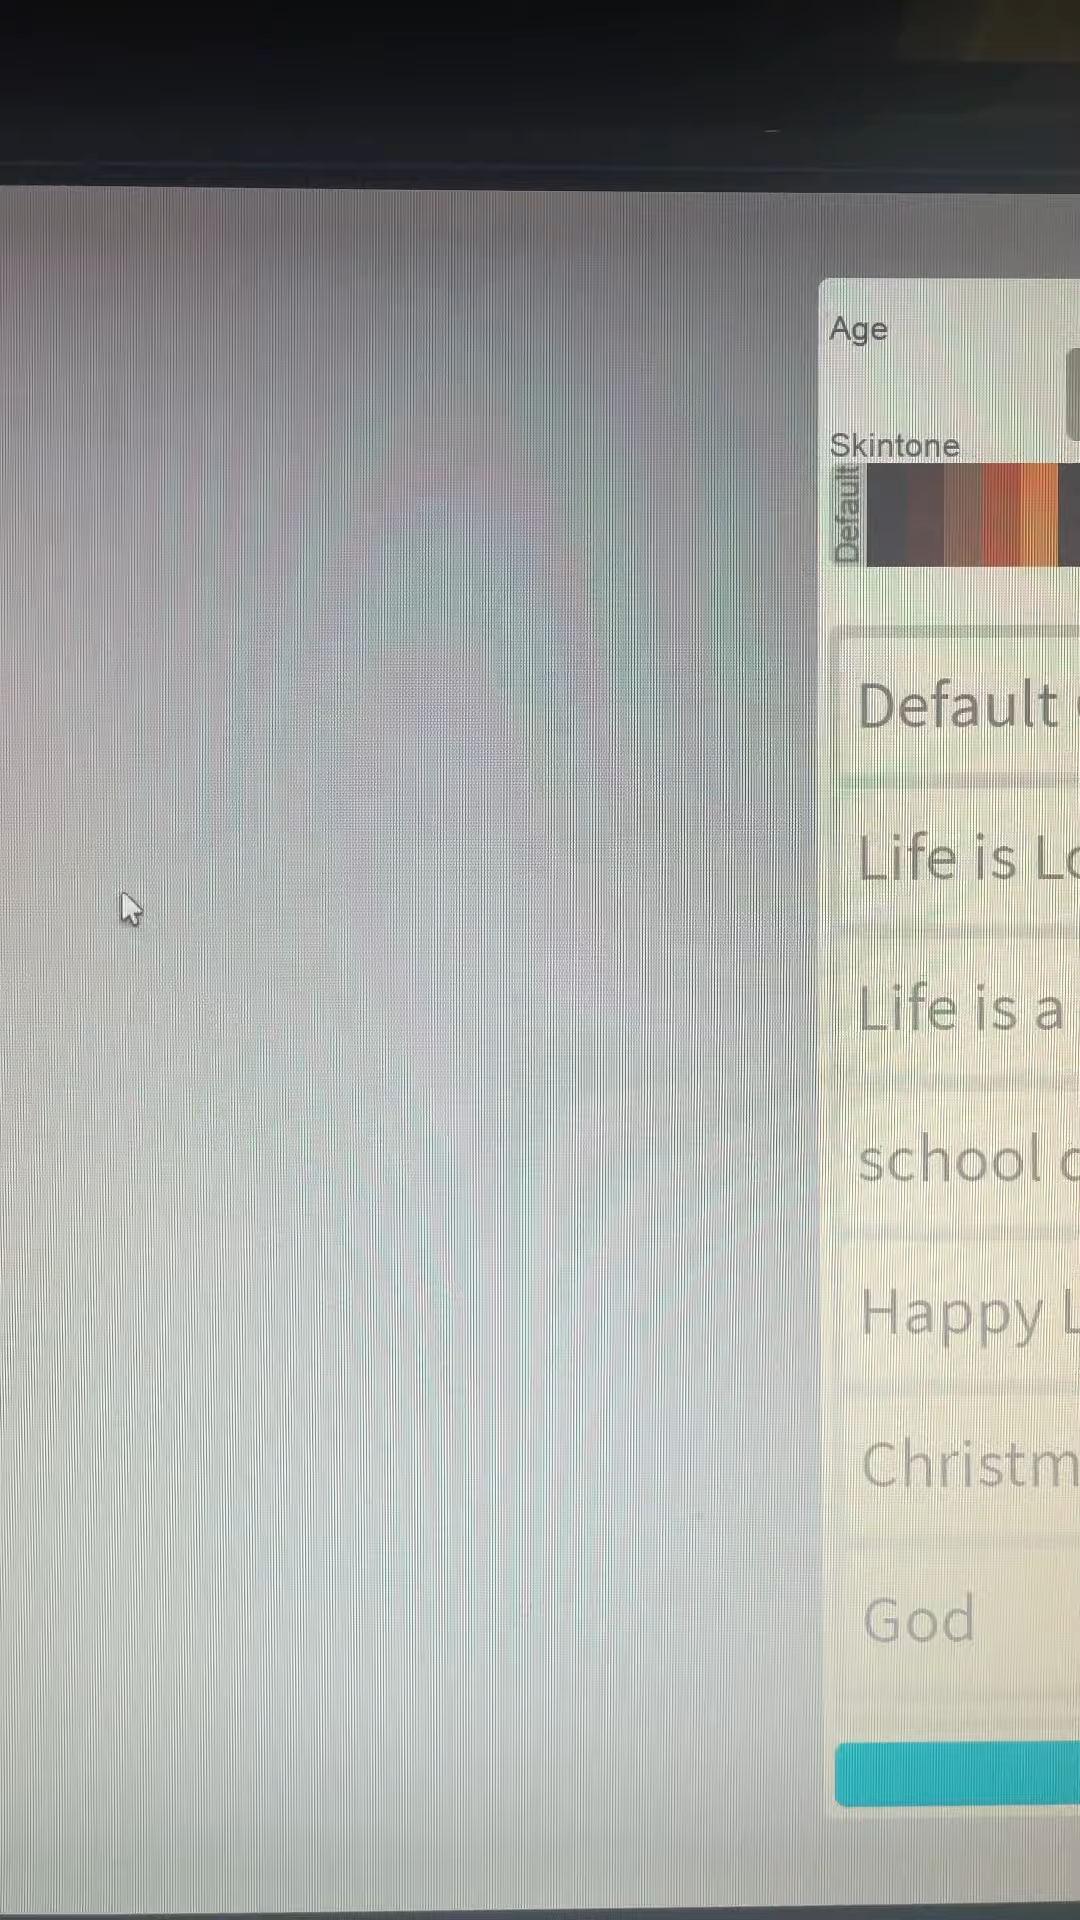 Age
Skintone
Default
Default
Life is
Life is a
school
Happy
God